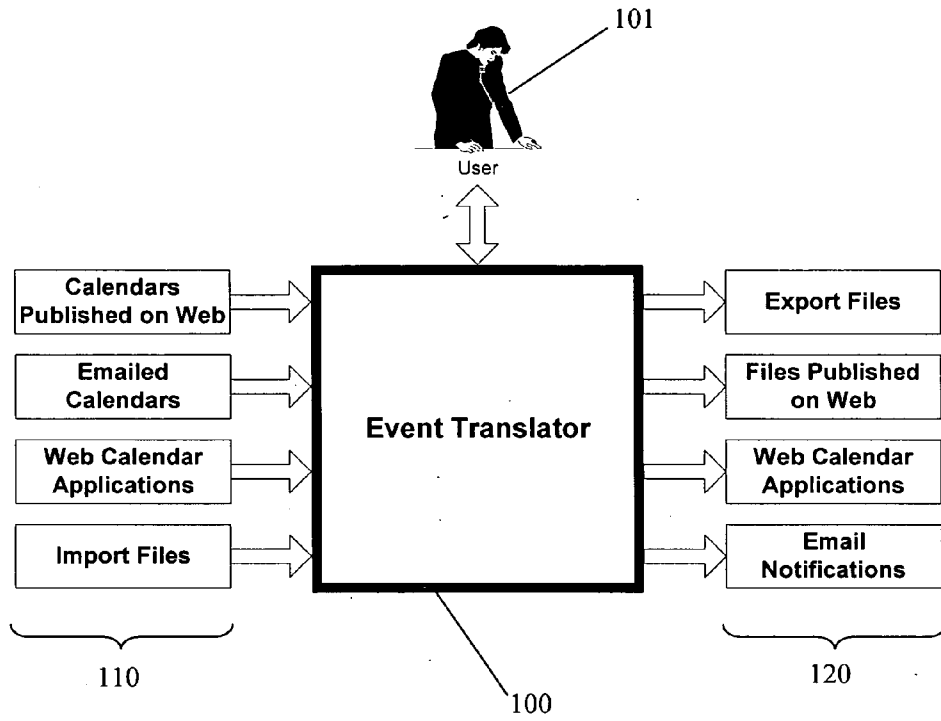 101
User
Calendars
Published on Web
Emailed
Calendars
Web Calendar
Applications
Import Files
Event Translator
Export Files
Files Published
on Web
Web Calendar
Applications
Email
Notifications
110
100
120